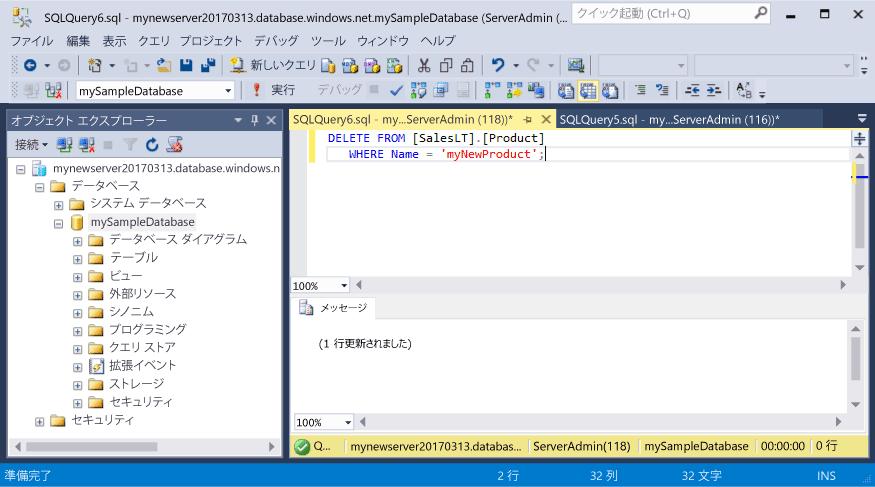 SQLQuery6.sql - mynewserver20170313.database.windows.net.mySampleDatabase (ServerAdmin (...
クイック起動 (Ctrl+Q)
ファイル 編集 表示 クエリ プロジェクト デバッグ ツール ウィンドウ ヘルプ
新しいクエリ
mySampleDatabase
! 実行 デバッグ
オブジェクト エクスプローラー
接続
mynewserver20170313.database.windows.n
データベース
システム データベース
mySampleDatabase
データベース ダイアグラム
テーブル
ビュー
外部リソース
シノニム
プログラミング
クエリ ストア
拡張イベント
ストレージ
セキュリティ
セキュリティ
SQLQuery6.sql - my...ServerAdmin (118))*
SQLQuery5.sql - my...ServerAdmin (116))*
DELETE FROM [SalesLT].[Product]
WHERE Name = 'myNewProduct';
100%
メッセージ
(1 行更新されました)
100%
Q... mynewserver20170313.databas... ServerAdmin(118) mySampleDatabase 00:00:00 0 行
準備完了 2 行 32 列 32 文字 INS